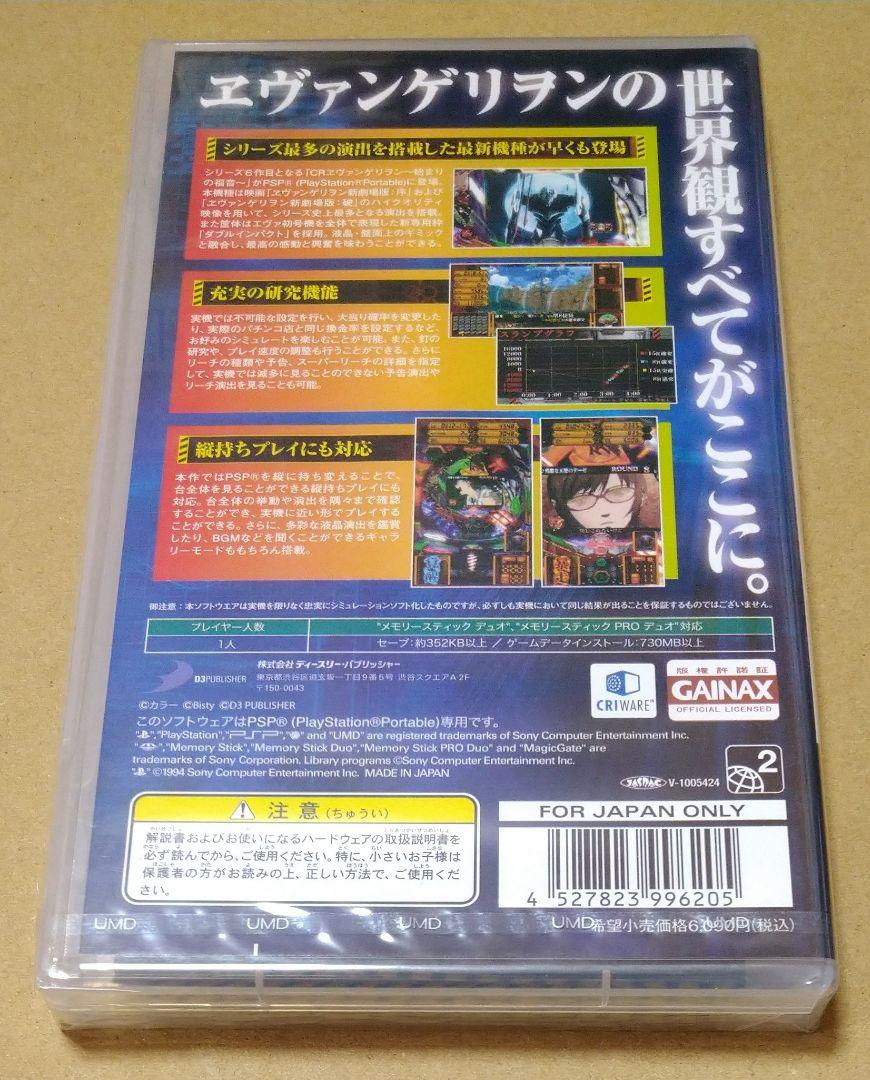 ヱヴァンゲリヲンの
世界観すべてがここに。
シリーズ最多の演出を搭載した最新機種が早くも登場
シリーズ6作目となる「CRヱヴァンゲリヲン～始まり
の福音～」がPSP® (PlayStation®Portable)に登場。
本機種は映画「ヱヴァンゲリヲン新劇場版：序」および
「ヱヴァンゲリヲン新劇場版：破」のハイクオリティ
映像を用いて、シリーズ史上最多となる演出を搭載。
また筐体はエヴァ初号機を全体で表現した新専用枠
「ダブルインパクト」を採用。液晶・盤面上のギミック
と融合し、最高の感動と興奮を味わうことができる。
充実の研究機能
実機では不可能な設定を行い、大当り確率を変更した
り、実際のパチンコ店と同じ換金率を設定するなど、
お好みのシミュレートを楽しむことが可能。また、釘の
研究や、プレイ速度の調整も行うことができる。さらに
リーチの種類や予告、スーパーリーチの詳細を指定
して、実機では滅多に見ることのできない予告演出や
リーチ演出を見ることも可能。
スランプグラフ
縦持ちプレイにも対応
本作ではPSP®を縦に持ち変えることで、
台全体を見ることができる縦持ちプレイにも
対応。台全体の挙動や演出を隅々まで確認
することができ、実機に近い形でプレイする
ことができる。さらに、多彩な液晶演出を鑑賞
したり、BGMなどを聞くことができるギャラ
リーモードももちろん搭載。
ROUND
御注意：本ソフトウエアは実機を限りなく忠実にシミュレーションソフト化したものですが、必ずしも実機において同じ結果が出ることを保証するものではございません。
プレイヤー人数 "メモリースティック デュオ"、"メモリースティック PRO デュオ"対応
1人 セーブ：約352KB以上 ／ ゲームデータインストール：730MB以上
D3PUBLISHER
株式会社 ディースリー・パブリッシャー
東京都渋谷区道玄坂一丁目9番5号 渋谷スクエアA 2F
〒150-0043
CRIWARE™
版権許諾証
GAINAX
OFFICIAL LICENSED
©カラー ©Bisty ©D3 PUBLISHER
このソフトウェアはPSP® (PlayStation®Portable)専用です。
" ", "PlayStation", "PSP", " " and "UMD" are registered trademarks of Sony Computer Entertainment Inc.
" ", "Memory Stick", "Memory Stick Duo", "Memory Stick PRO Duo" and "MagicGate" are
trademarks of Sony Corporation. Library programs ©Sony Computer Entertainment Inc.
" " ©1994 Sony Computer Entertainment Inc. MADE IN JAPAN
JASRAC V-1005424
2
注意（ちゅうい）
解説書およびお使いになるハードウェアの取扱説明書を
必ず読んでから、ご使用ください。特に、小さいお子様は
保護者の方がお読みの上、正しい方法で、ご使用くだ
さい。
FOR JAPAN ONLY
4 527823 996205
希望小売価格6,090円(税込)
UMD UMD UMD UMD UMD